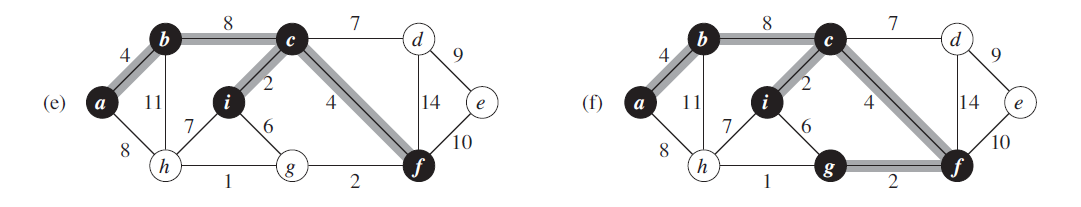 8 7 8 7
b c d b c d
4 9 4 9
2 2
(e) a 11 i 4 14 e (f) a 11 i 4 14 e
7 6 7 6
8 10 8 10
h g f h g f
1 2 1 2